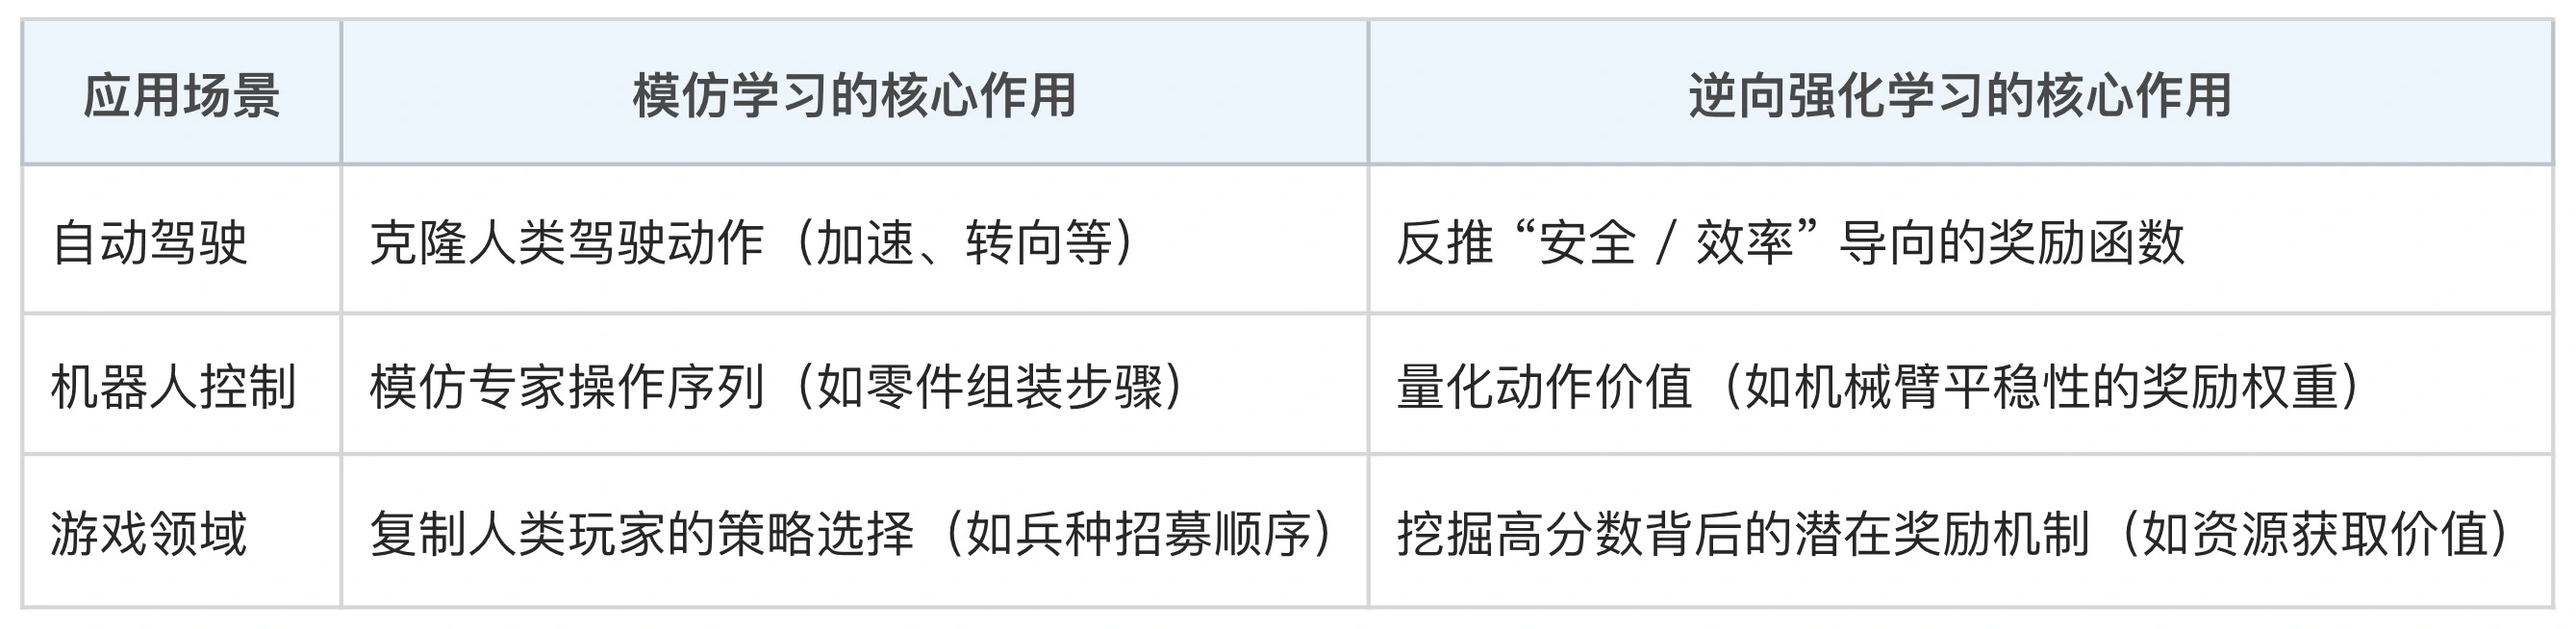 应用场景 模仿学习的核心作用 逆向强化学习的核心作用
自动驾驶 克隆人类驾驶动作（加速、转向等） 反推 “安全 / 效率” 导向的奖励函数
机器人控制 模仿专家操作序列（如零件组装步骤） 量化动作价值（如机械臂平稳性的奖励权重）
游戏领域 复制人类玩家的策略选择（如兵种招募顺序） 挖掘高分数背后的潜在奖励机制（如资源获取价值）